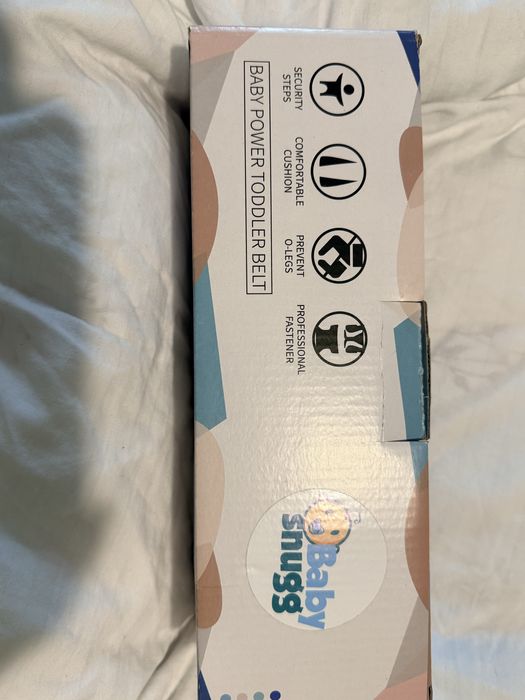 SECURITY
STEPS
COMFORTABLE
CUSHION
PREVENT
O-LEGS
PROFESSIONAL
FASTENER
BABY POWER TODDLER BELT
Baby
snugg